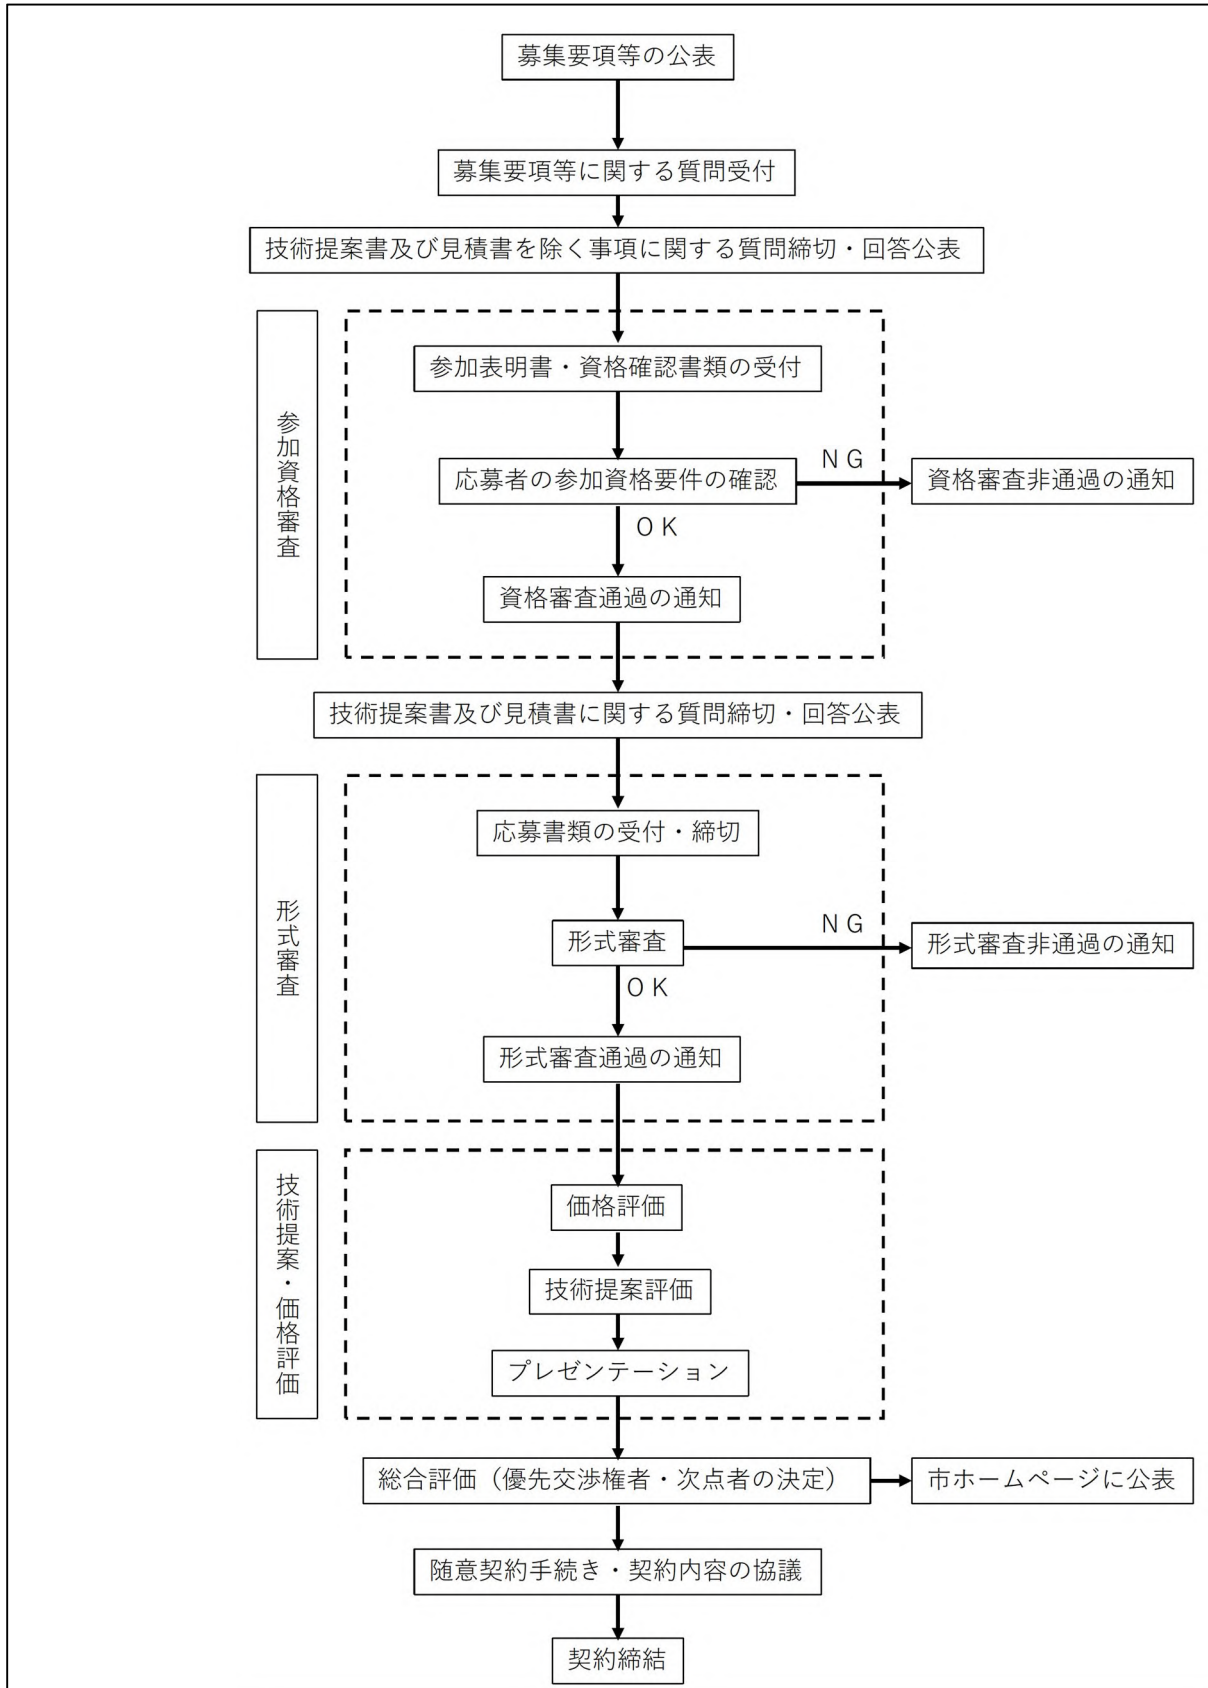 募集要項等の公表
募集要項等に関する質問受付
技術提案書及び見積書を除く事項に関する質問締切・回答公表
参加資格審査
参加表明書・資格確認書類の受付
応募者の参加資格要件の確認
ＮＧ
資格審査非通過の通知
ＯＫ
資格審査通過の通知
技術提案書及び見積書に関する質問締切・回答公表
形式審査
応募書類の受付・締切
形式審査
ＮＧ
形式審査非通過の通知
ＯＫ
形式審査通過の通知
技術提案・価格評価
価格評価
技術提案評価
プレゼンテーション
総合評価（優先交渉権者・次点者の決定）
市ホームページに公表
随意契約手続き・契約内容の協議
契約締結